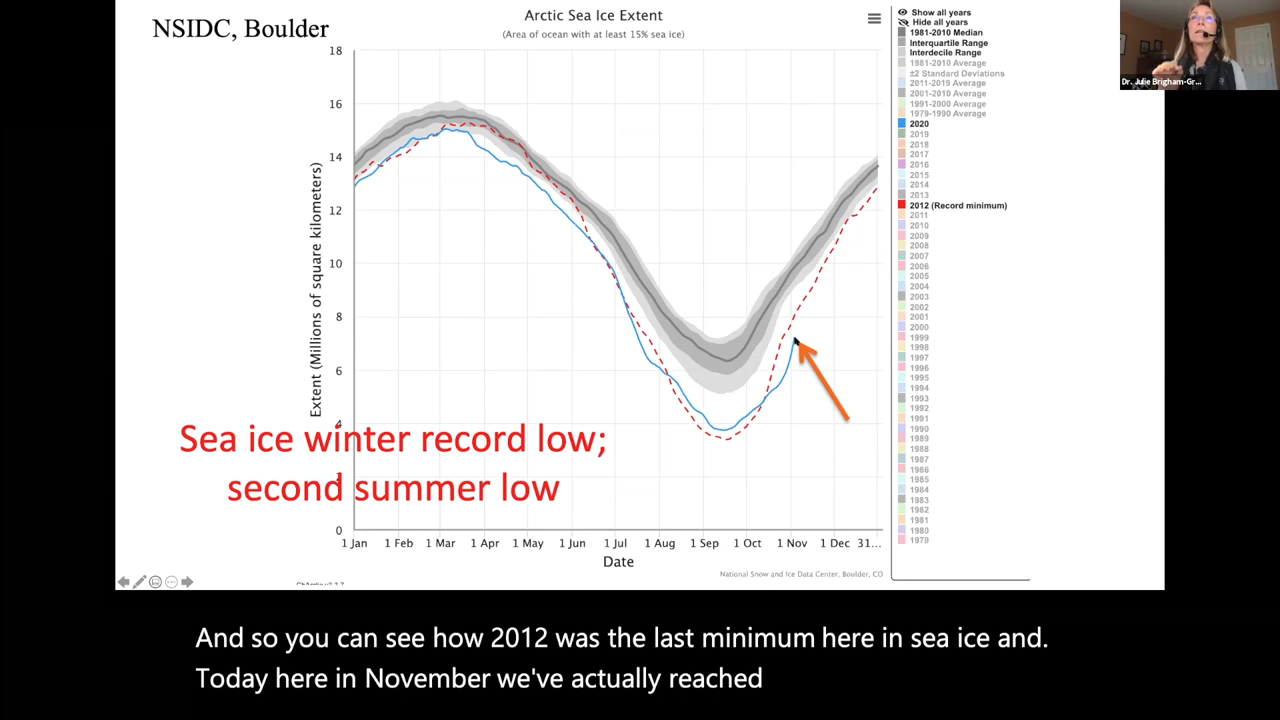 NSIDC, Boulder
Arctic Sea Ice Extent
(Area of ocean with at least 15% sea ice)
18
16
14
12
10
8
6
4
0
Extent (Millions of square kilometers)
1 Jan
1 Feb
1 Mar
1 Apr
1 May
1 Jun
1 Jul
1 Aug
1 Sep
1 Oct
1 Nov
1 Dec
31...
Date
National Snow and Ice Data Center, Boulder, CO
Sea ice winter record low;
second summer low
Show all years
Hide all years
1981-2010 Median
Interquartile Range
Interdecile Range
1981-2010 Average
±2 Standard Deviations
2011-2019 Average
2001-2010 Average
1991-2000 Average
1979-1990 Average
2020
2019
2018
2017
2016
2015
2014
2013
2012 (Record minimum)
2011
2010
2009
2008
2007
2006
2005
2004
2003
2002
2001
2000
1999
1998
1997
1996
1995
1994
1993
1992
1991
1990
1989
1988
1987
1986
1985
1984
1983
1982
1981
1980
1979
Dr. Julie Brigham-Gr...
And so you can see how 2012 was the last minimum here in sea ice and.
Today here in November we've actually reached